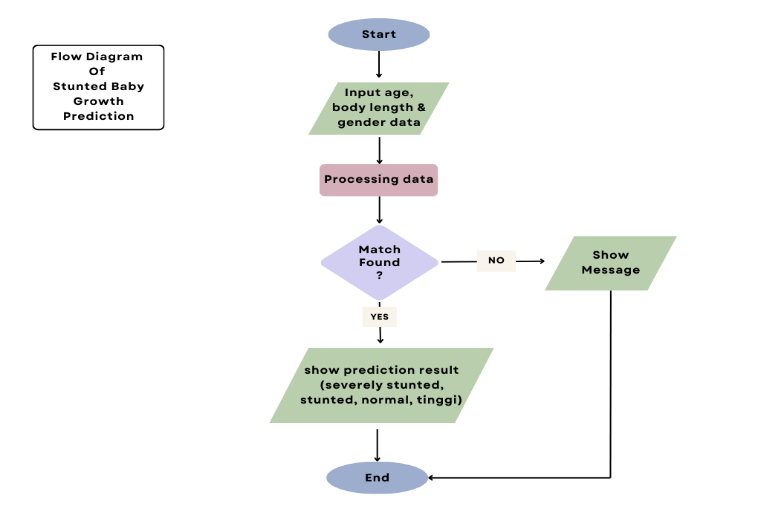 Flow Diagram
Of
Stunted Baby
Growth
Prediction
Start
Input age,
body length &
gender data
Processing data
Match
Found
?
NO
Show
Message
YES
show prediction result
(severely stunted,
stunted, normal, tinggi)
End